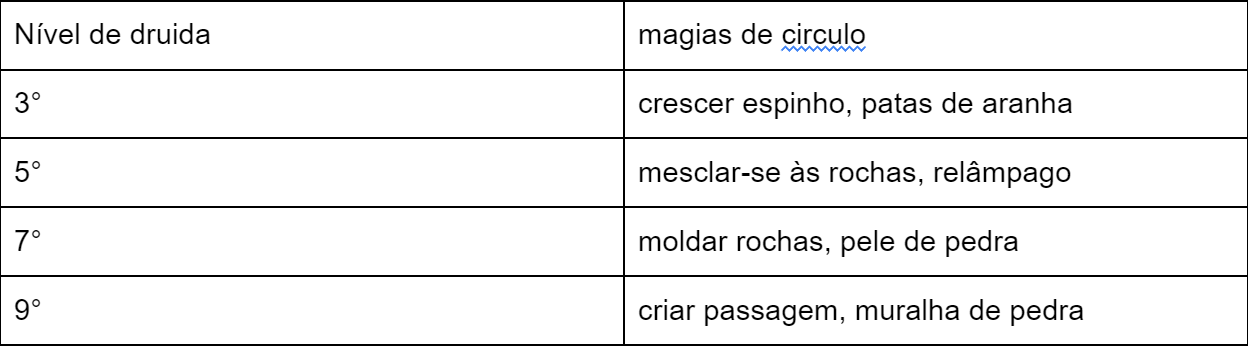 Nível de druida magias de circulo
3° crescer espinho, patas de aranha
5° mesclar-se às rochas, relâmpago
7° moldar rochas, pele de pedra
9° criar passagem, muralha de pedra